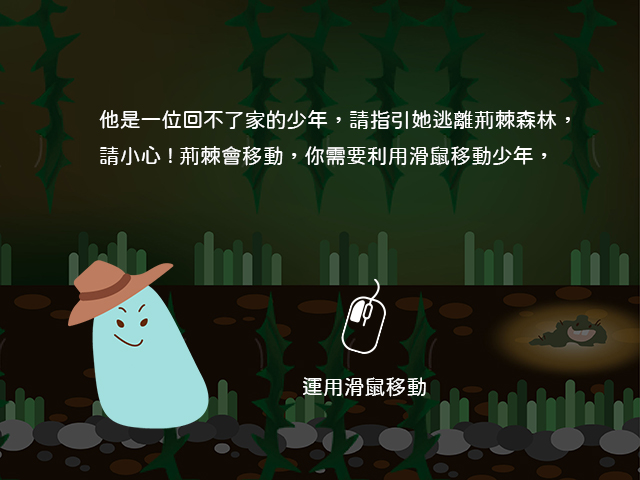 他是一位回不了家的少年，請指引她逃離荊棘森林，
請小心！荊棘會移動，你需要利用滑鼠移動少年，
運用滑鼠移動